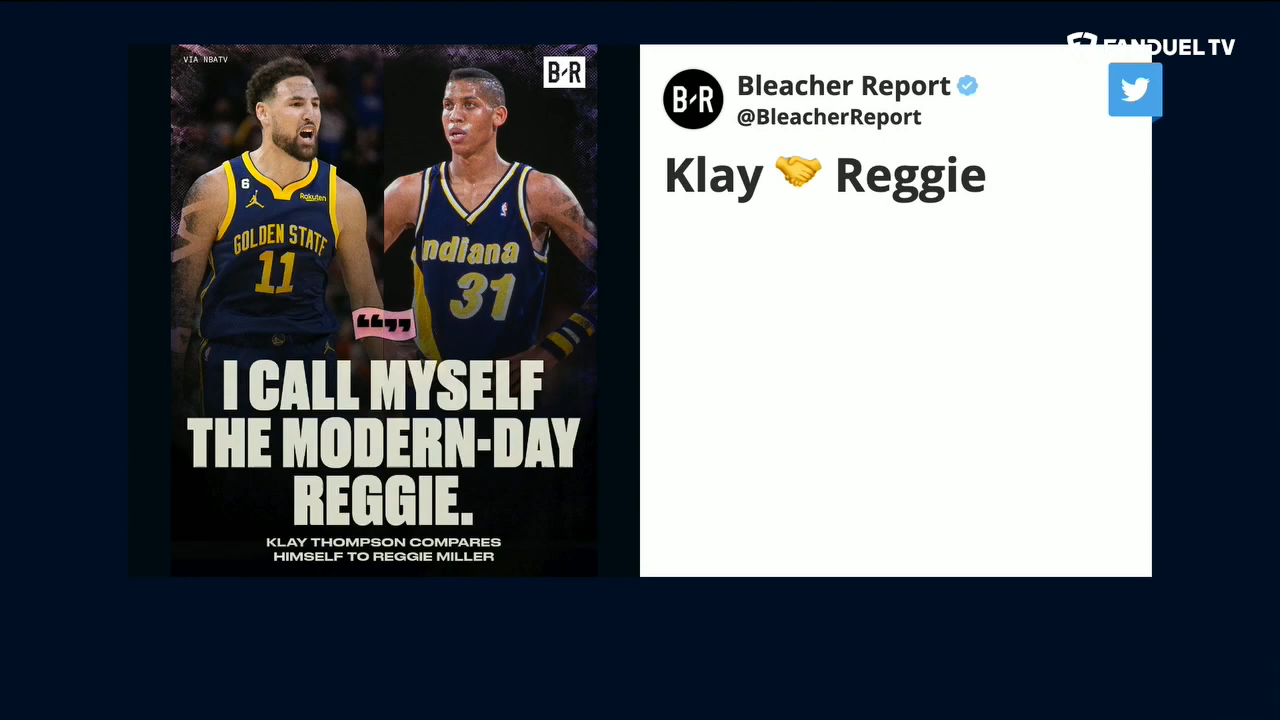 VIA NBATV
B·R
FANDUEL TV
B·R
Bleacher Report
@BleacherReport
Klay 🤝 Reggie
6
Rakuten
GOLDEN STATE
11
Indiana
31
“”
I CALL MYSELF
THE MODERN-DAY
REGGIE.
KLAY THOMPSON COMPARES
HIMSELF TO REGGIE MILLER